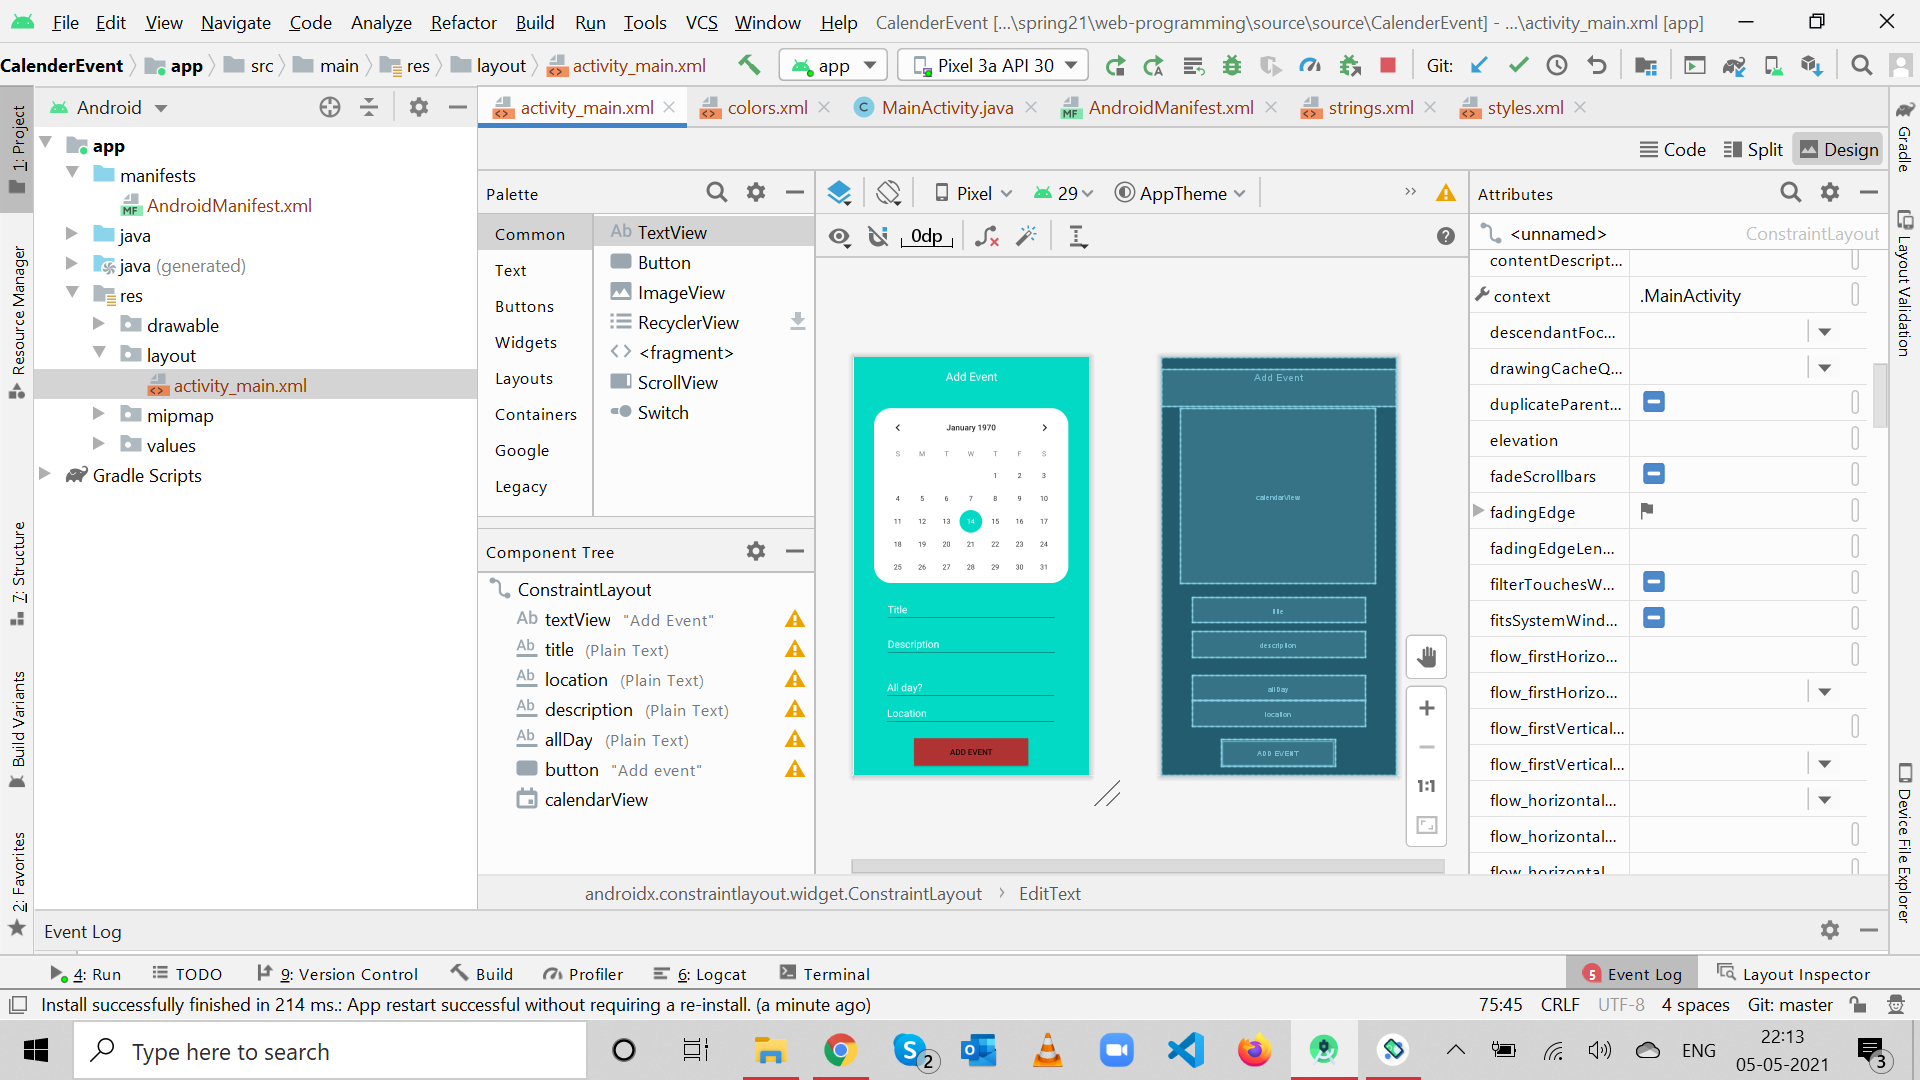 File Edit View Navigate Code Analyze Refactor Build Run Tools VCS Window Help CalenderEvent [...\spring21\web-programming\source\source\CalenderEvent] - ...\activity_main.xml [app]
CalenderEvent app src main res layout activity_main.xml app Pixel 3a API 30 Git:
Android
activity_main.xml colors.xml MainActivity.java AndroidManifest.xml strings.xml styles.xml
Code Split Design
1: Project
Resource Manager
7: Structure
Build Variants
2: Favorites
app
manifests
MF AndroidManifest.xml
java
java (generated)
res
drawable
layout
activity_main.xml
mipmap
values
Gradle Scripts
Palette
Common
Text
Buttons
Widgets
Layouts
Containers
Google
Legacy
Ab TextView
Button
ImageView
RecyclerView
<fragment>
ScrollView
Switch
Component Tree
ConstraintLayout
Ab textView "Add Event"
Ab title (Plain Text)
Ab location (Plain Text)
Ab description (Plain Text)
Ab allDay (Plain Text)
button "Add event"
calendarView
Pixel 29 AppTheme
0dp
Add Event
January 1970
S M T W T F S
1 2 3
4 5 6 7 8 9 10
11 12 13 14 15 16 17
18 19 20 21 22 23 24
25 26 27 28 29 30 31
Title
Description
All day?
Location
ADD EVENT
Add Event
calendarView
title
description
allDay
location
ADD EVENT
1:1
Attributes
<unnamed> ConstraintLayout
contentDescript...
context .MainActivity
descendantFoc...
drawingCacheQ...
duplicateParent...
elevation
fadeScrollbars
fadingEdge
fadingEdgeLen...
filterTouchesW...
fitsSystemWind...
flow_firstHorizo...
flow_firstHorizo...
flow_firstVertical...
flow_firstVertical...
flow_horizontal...
flow_horizontal...
flow_horizontal
Gradle
Layout Validation
Device File Explorer
androidx.constraintlayout.widget.ConstraintLayout EditText
Event Log
4: Run TODO 9: Version Control Build Profiler 6: Logcat Terminal 5 Event Log Layout Inspector
Install successfully finished in 214 ms.: App restart successful without requiring a re-install. (a minute ago) 75:45 CRLF UTF-8 4 spaces Git: master
Type here to search 2 ENG 22:13
05-05-2021 3